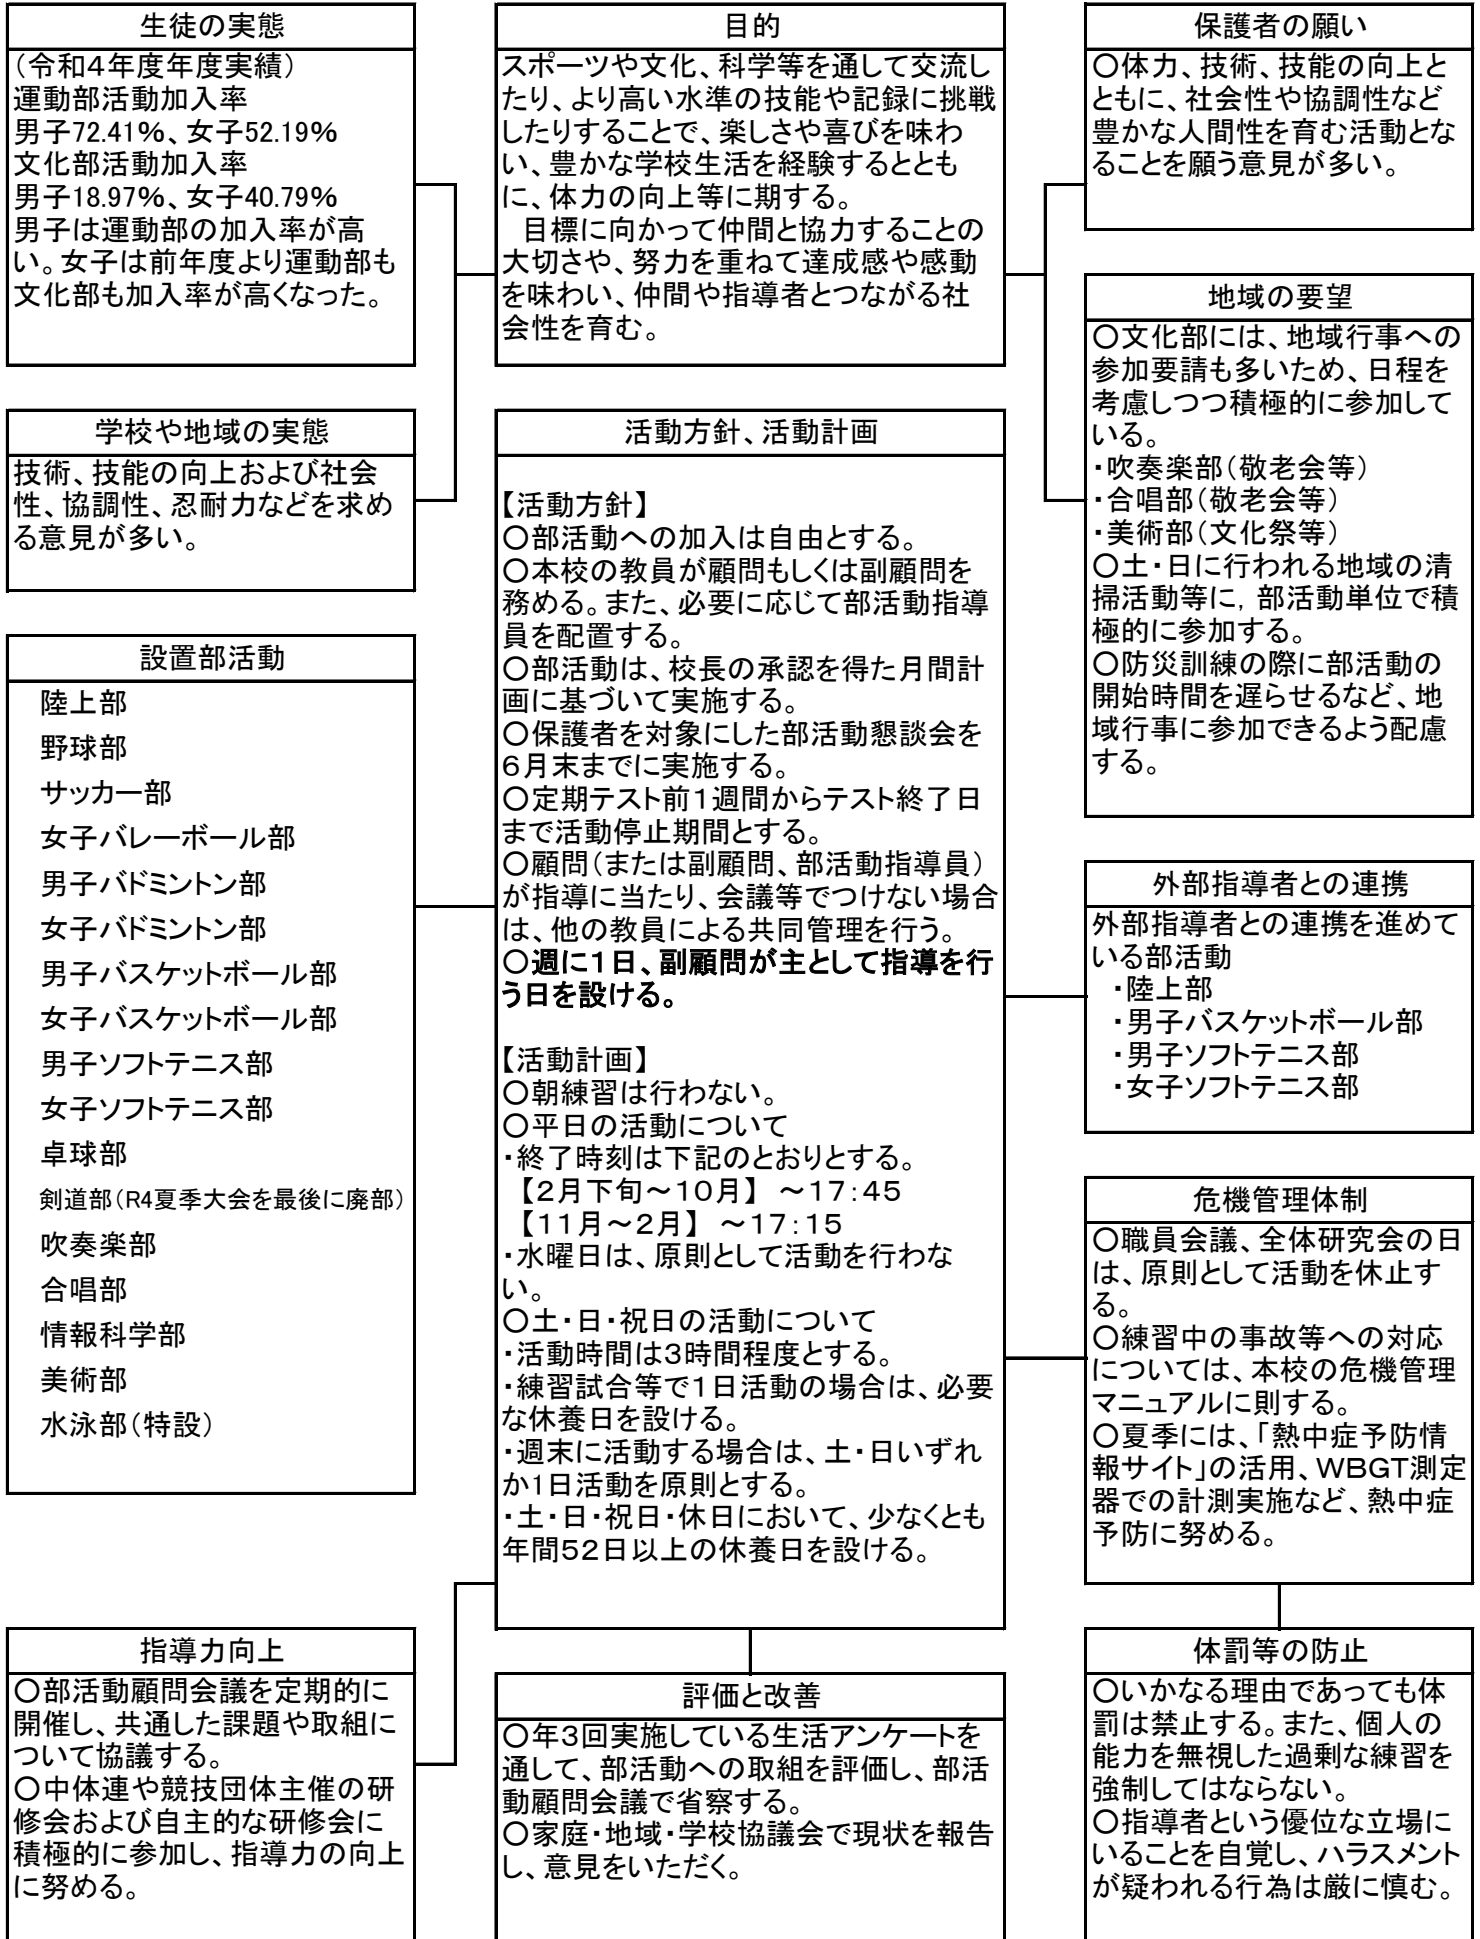 生徒の実態
(令和4年度年度実績)
運動部活動加入率
男子72.41%、女子52.19%
文化部活動加入率
男子18.97%、女子40.79%
男子は運動部の加入率が高
い。女子は前年度より運動部も
文化部も加入率が高くなった。
学校や地域の実態
技術、技能の向上および社会
性、協調性、忍耐力などを求め
る意見が多い。
設置部活動
陸上部
野球部
サッカー部
女子バレーボール部
男子バドミントン部
女子バドミントン部
男子バスケットボール部
女子バスケットボール部
男子ソフトテニス部
女子ソフトテニス部
卓球部
剣道部(R4夏季大会を最後に廃部)
吹奏楽部
合唱部
情報科学部
美術部
水泳部(特設)
指導力向上
〇部活動顧問会議を定期的に
開催し、共通した課題や取組に
ついて協議する。
〇中体連や競技団体主催の研
修会および自主的な研修会に
積極的に参加し、指導力の向上
に努める。
目的
スポーツや文化、科学等を通して交流し
たり、より高い水準の技能や記録に挑戦
したりすることで、楽しさや喜びを味わ
い、豊かな学校生活を経験するととも
に、体力の向上等に期する。
　目標に向かって仲間と協力することの
大切さや、努力を重ねて達成感や感動
を味わい、仲間や指導者とつながる社
会性を育む。
活動方針、活動計画
【活動方針】
〇部活動への加入は自由とする。
〇本校の教員が顧問もしくは副顧問を
務める。また、必要に応じて部活動指導
員を配置する。
〇部活動は、校長の承認を得た月間計
画に基づいて実施する。
〇保護者を対象にした部活動懇談会を
6月末までに実施する。
〇定期テスト前1週間からテスト終了日
まで活動停止期間とする。
〇顧問(または副顧問、部活動指導員)
が指導に当たり、会議等でつけない場合
は、他の教員による共同管理を行う。
〇週に1日、副顧問が主として指導を行
う日を設ける。
【活動計画】
〇朝練習は行わない。
〇平日の活動について
・終了時刻は下記のとおりとする。
【2月下旬～10月】 ～17:45
【11月～2月】 ～17:15
・水曜日は、原則として活動を行わな
い。
〇土・日・祝日の活動について
・活動時間は3時間程度とする。
・練習試合等で1日活動の場合は、必要
な休養日を設ける。
・週末に活動する場合は、土・日いずれ
か1日活動を原則とする。
・土・日・祝日・休日において、少なくとも
年間52日以上の休養日を設ける。
評価と改善
〇年3回実施している生活アンケートを
通して、部活動への取組を評価し、部活
動顧問会議で省察する。
〇家庭・地域・学校協議会で現状を報告
し、意見をいただく。
保護者の願い
〇体力、技術、技能の向上と
ともに、社会性や協調性など
豊かな人間性を育む活動とな
ることを願う意見が多い。
地域の要望
〇文化部には、地域行事への
参加要請も多いため、日程を
考慮しつつ積極的に参加して
いる。
・吹奏楽部(敬老会等)
・合唱部(敬老会等)
・美術部(文化祭等)
〇土・日に行われる地域の清
掃活動等に,部活動単位で積
極的に参加する。
〇防災訓練の際に部活動の
開始時間を遅らせるなど、地
域行事に参加できるよう配慮
する。
外部指導者との連携
外部指導者との連携を進めて
いる部活動
・陸上部
・男子バスケットボール部
・男子ソフトテニス部
・女子ソフトテニス部
危機管理体制
〇職員会議、全体研究会の日
は、原則として活動を休止す
る。
〇練習中の事故等への対応
については、本校の危機管理
マニュアルに則する。
〇夏季には、「熱中症予防情
報サイト」の活用、WBGT測定
器での計測実施など、熱中症
予防に努める。
体罰等の防止
〇いかなる理由であっても体
罰は禁止する。また、個人の
能力を無視した過剰な練習を
強制してはならない。
〇指導者という優位な立場に
いることを自覚し、ハラスメント
が疑われる行為は厳に慎む。